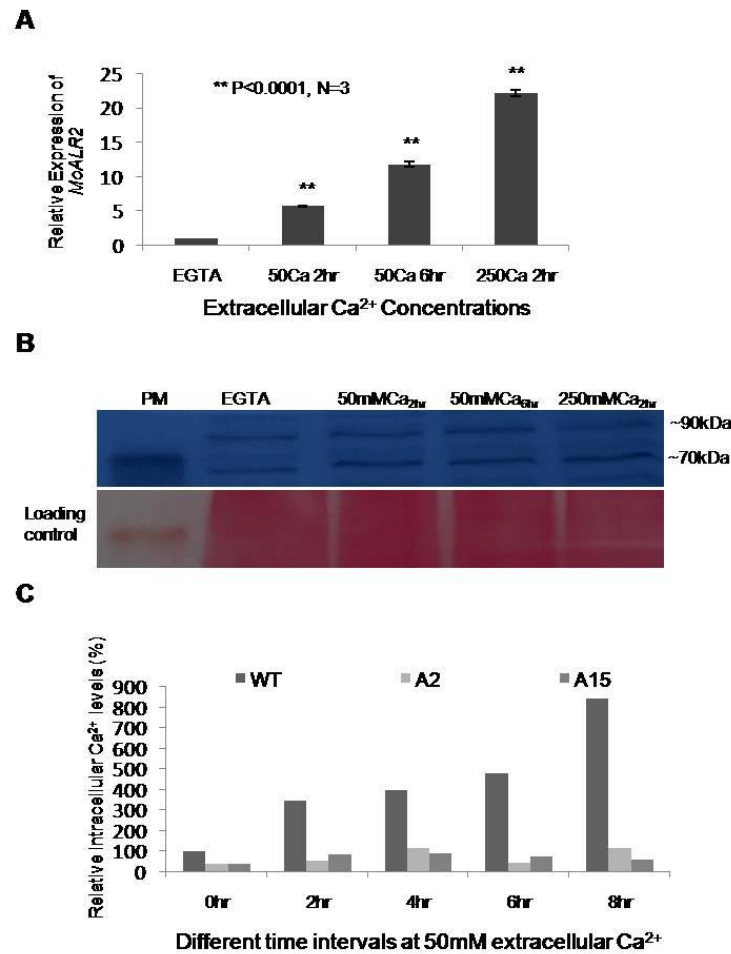 A
Relative Expression of
MoALR2
25
20
15
10
5
0
** P<0.0001, N=3
**
**
**
EGTA
50Ca 2hr
50Ca 6hr
250Ca 2hr
Extracellular Ca²⁺ Concentrations
B
PM
EGTA
50mMCa₂hr
50mMCa₆hr
250mMCa₂hr
~90kDa
~70kDa
Loading
control
C
Relative Intracellular Ca²⁺ levels (%)
WT
A2
A15
900
800
700
600
500
400
300
200
100
0
0hr
2hr
4hr
6hr
8hr
Different time intervals at 50mM extracellular Ca²⁺